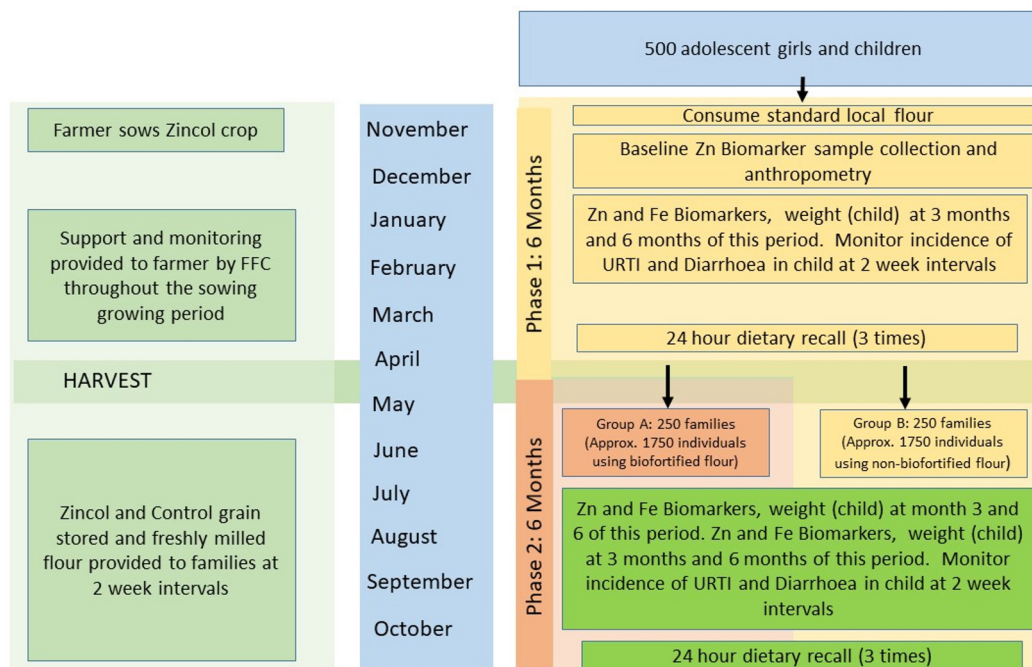 500 adolescent girls and children
Farmer sows Zincol crop
Support and monitoring
provided to farmer by FFC
throughout the sowing
growing period
HARVEST
Zincol and Control grain
stored and freshly milled
flour provided to families at
2 week intervals
November
December
January
February
March
April
May
June
July
August
September
October
Phase 1: 6 Months
Consume standard local flour
Baseline Zn Biomarker sample collection and
anthropometry
Zn and Fe Biomarkers, weight (child) at 3 months
and 6 months of this period. Monitor incidence of
URTI and Diarrhoea in child at 2 week intervals
24 hour dietary recall (3 times)
Phase 2: 6 Months
Group A: 250 families
(Approx. 1750 individuals
using biofortified flour)
Group B: 250 families
(Approx. 1750 individuals
using non-biofortified flour)
Zn and Fe Biomarkers, weight (child) at month 3 and
6 of this period. Zn and Fe Biomarkers, weight (child)
at 3 months and 6 months of this period. Monitor
incidence of URTI and Diarrhoea in child at 2 week
intervals
24 hour dietary recall (3 times)